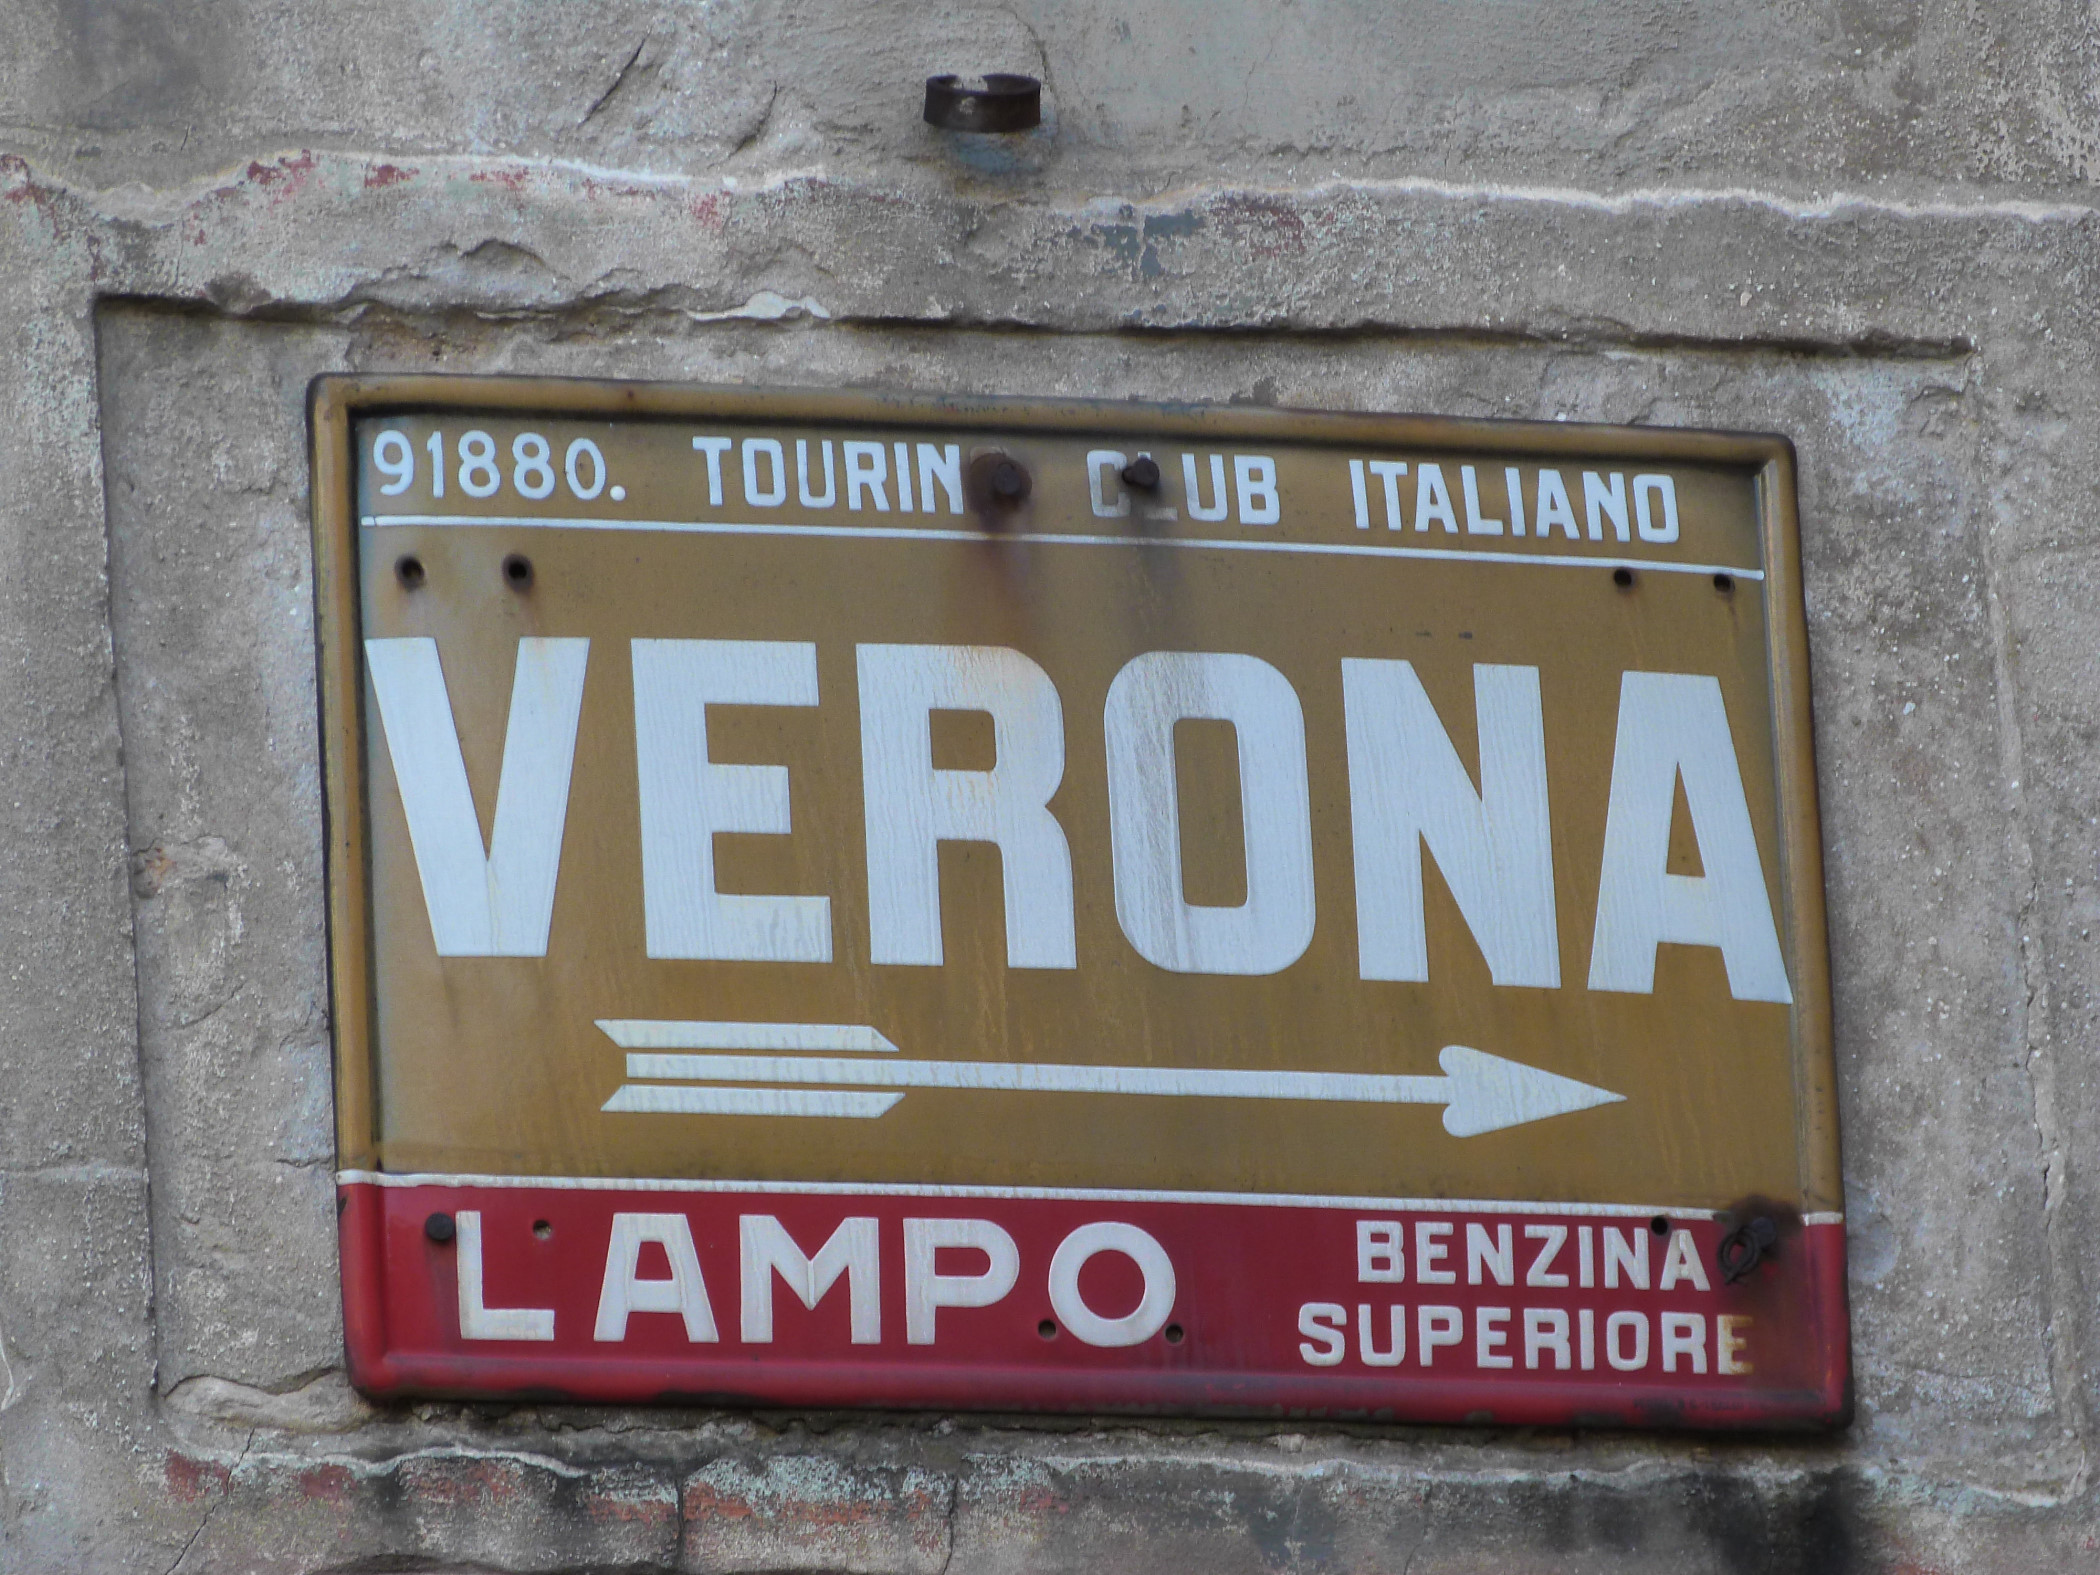 91880. TOURING CLUB ITALIANO
VERONA
LAMPO
BENZINA
SUPERIORE